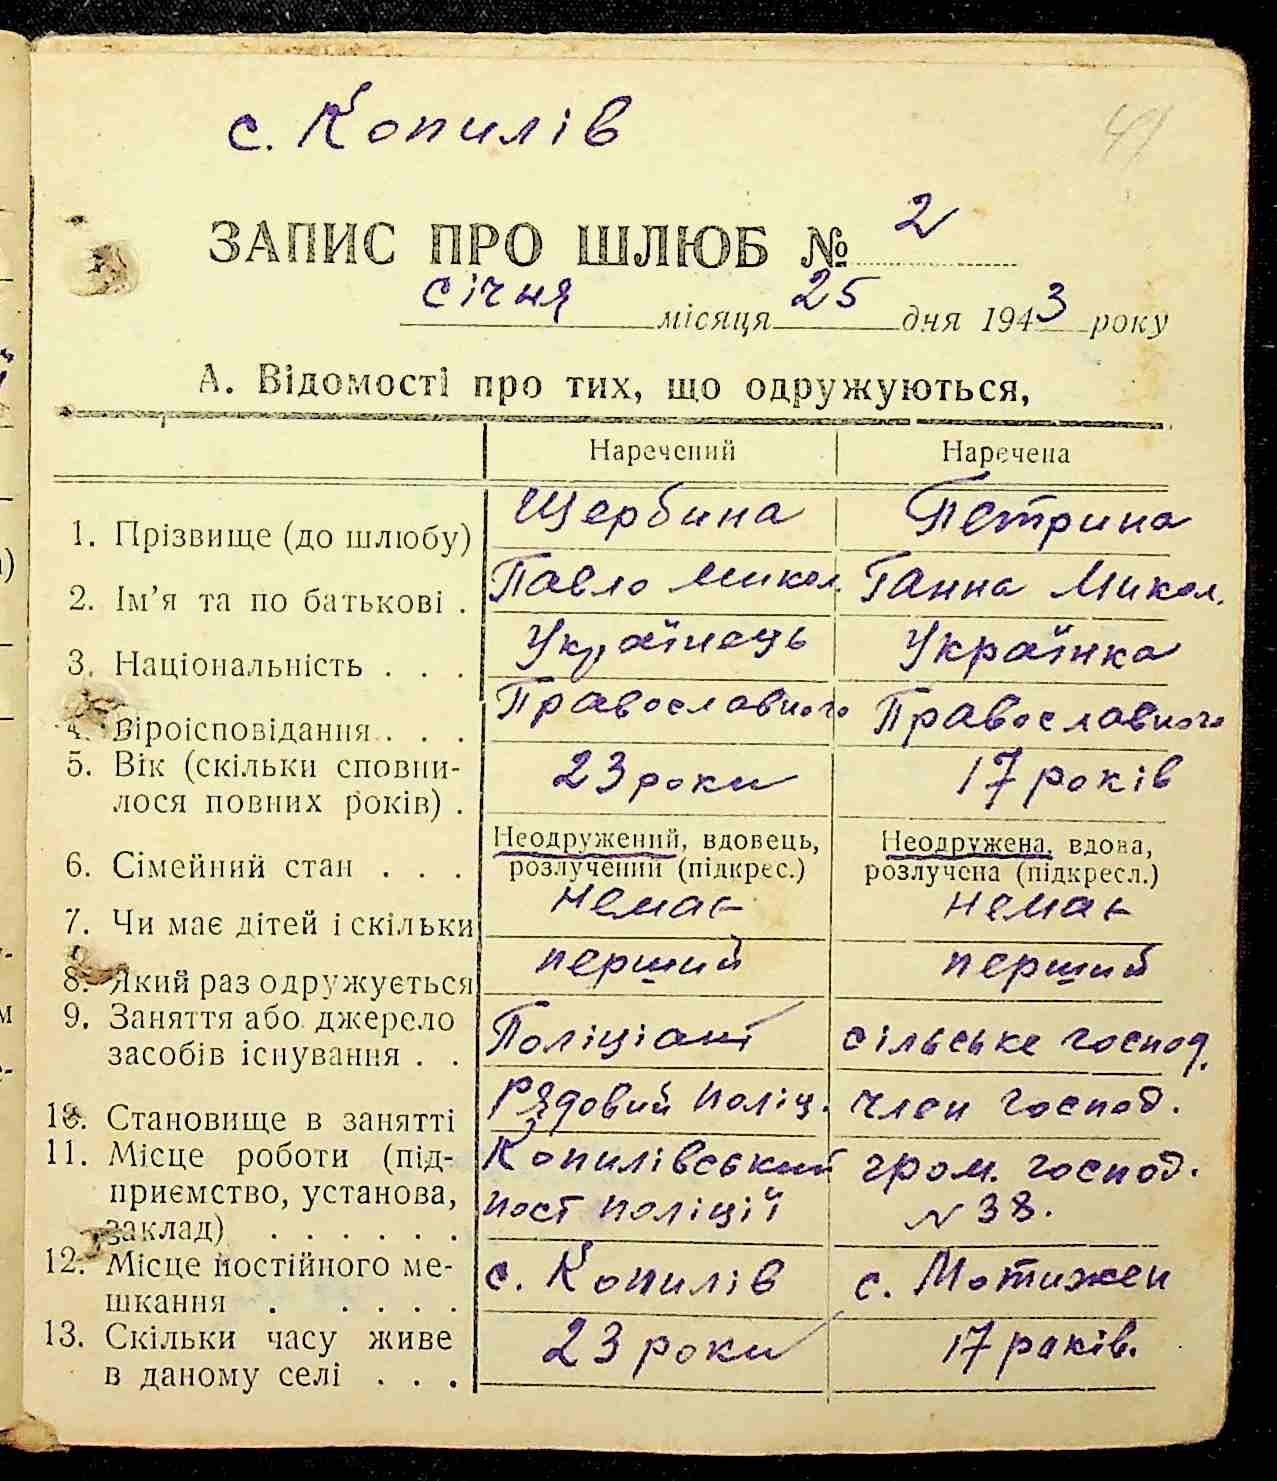 с. Копилів
41
ЗАПИС ПРО ШЛЮБ № 2
січня місяця 25 дня 1943 року
А. Відомості про тих, що одружуються,
Наречений Наречена
1. Прізвище (до шлюбу) Щербина Петрина
2. Ім’я та по батькові . Павло Микол. Ганна Микол.
3. Національність . . . Українець Українка
4. Віроісповідання . . . Православного Православного
5. Вік (скільки сповни-
лося повних років) . 23 роки 17 років
6. Сімейний стан . . . Неодружений, вдовець, розлучений (підкрес.) Неодружена, вдова, розлучена (підкресл.)
7. Чи має дітей і скільки немає немає
8. Який раз одружується перший перший
9. Заняття або джерело
засобів існування . . Поліціант сільське господ.
10. Становище в занятті Рядовий поліц. член господ.
11. Місце роботи (під- Копилівський гром. господ.
приємство, установа, пост поліції № 38.
заклад) . . . . . .
12. Місце постійного ме- с. Копилів с. Мотижен
шкання . . . . .
13. Скільки часу живе 23 роки 17 років.
в даному селі . . .